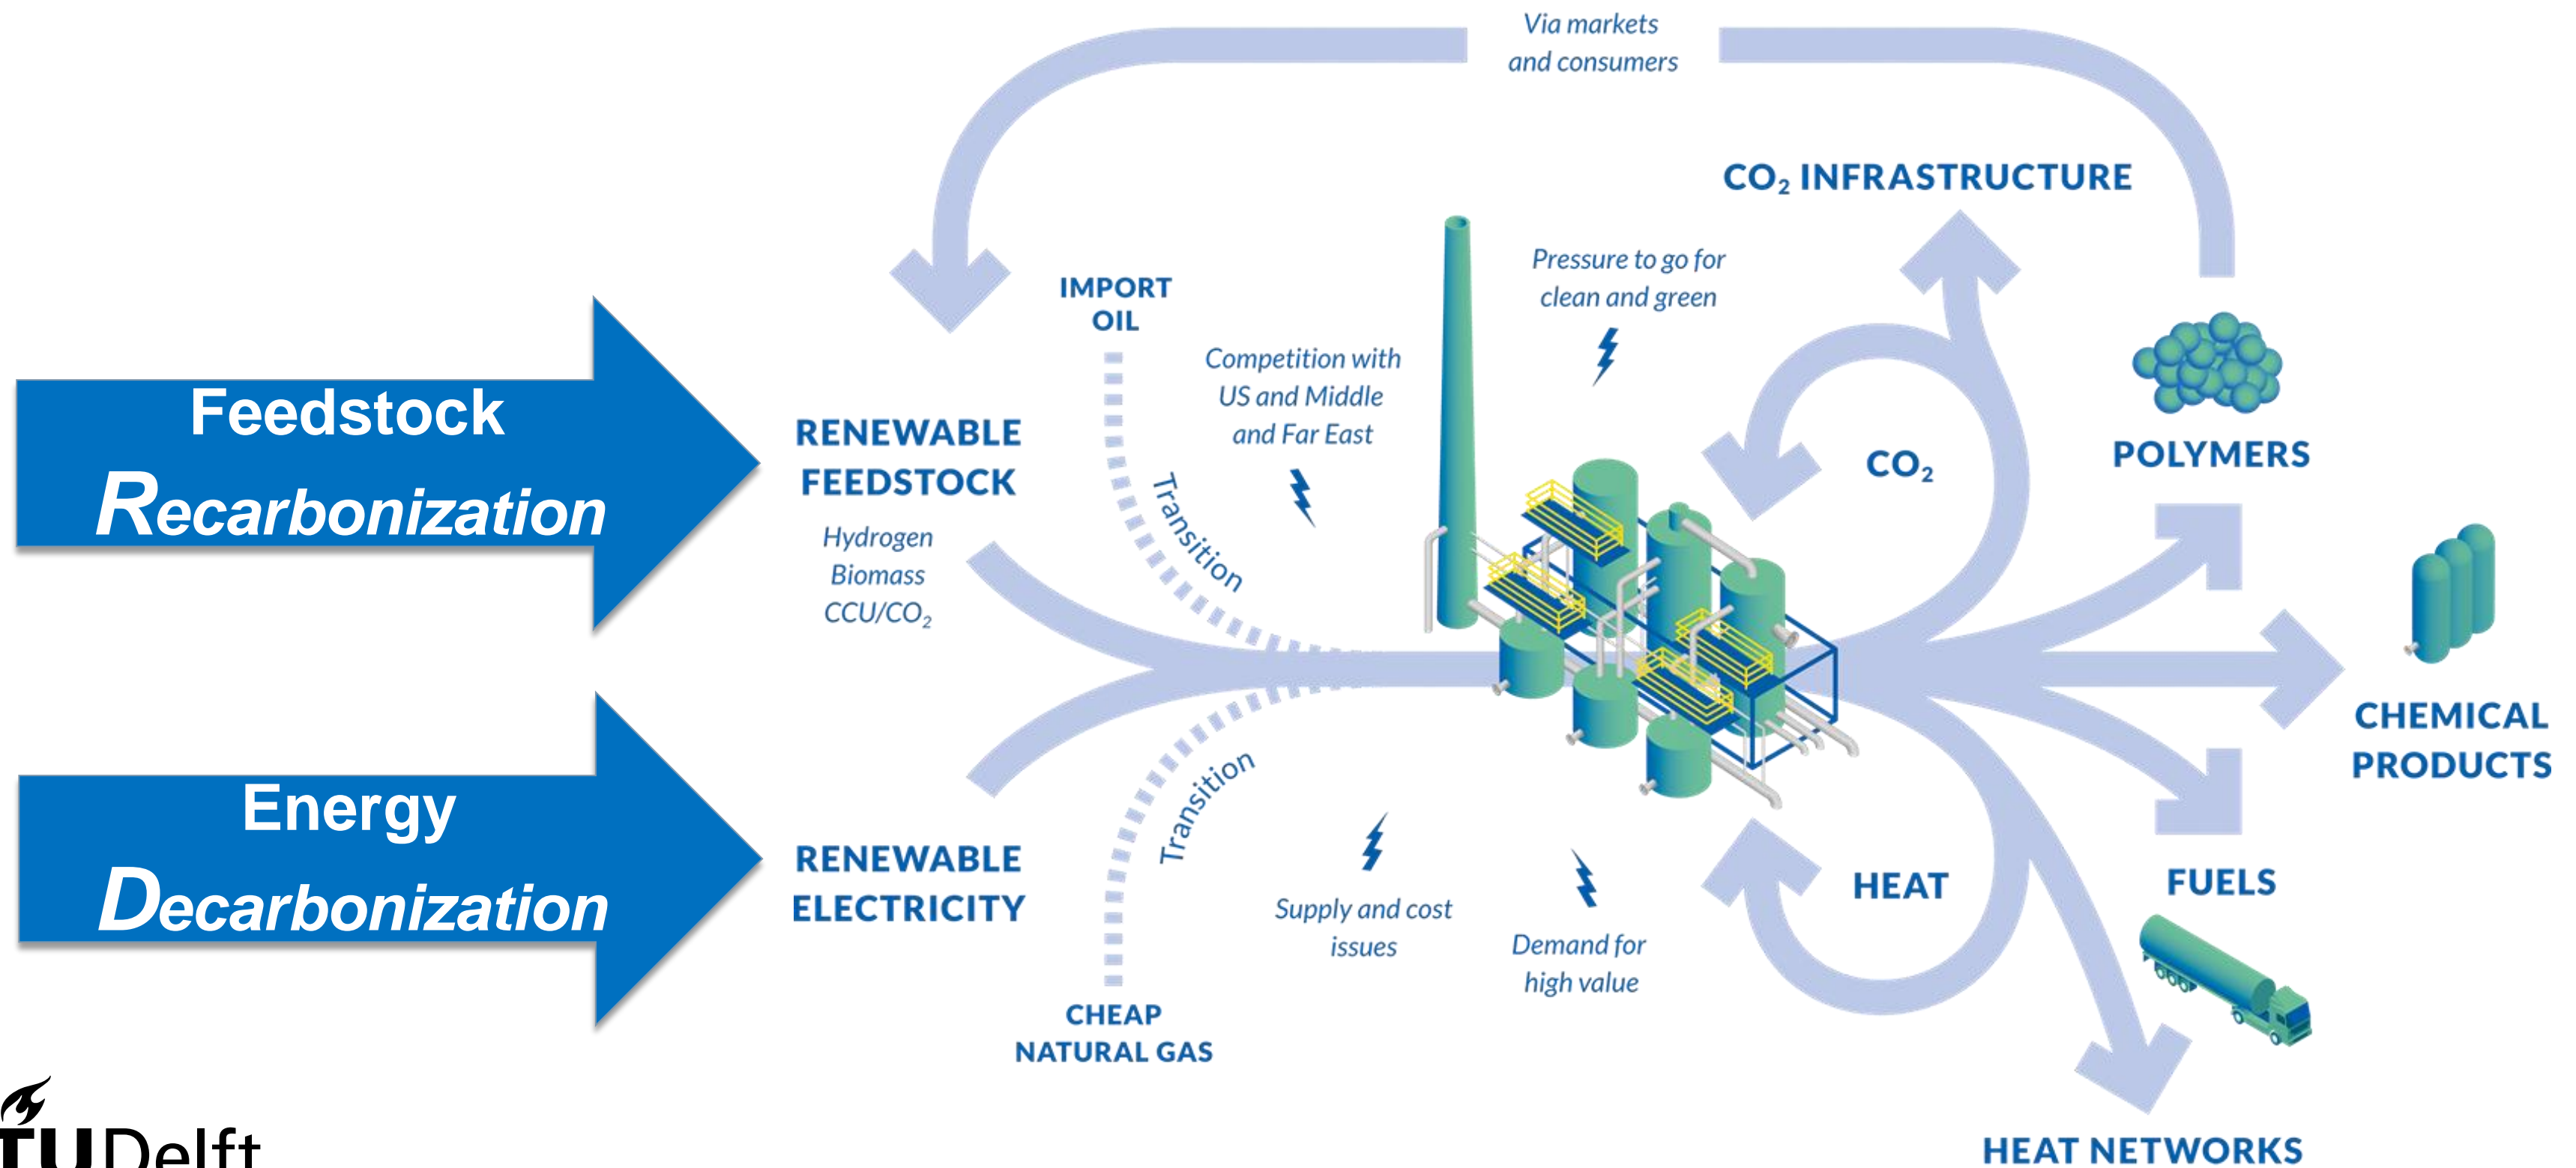 Via markets
and consumers
CO₂ INFRASTRUCTURE
Pressure to go for
clean and green
IMPORT
OIL
Competition with
US and Middle
and Far East
Transition
Feedstock
Recarbonization
RENEWABLE
FEEDSTOCK
Hydrogen
Biomass
CCU/CO₂
CO₂
POLYMERS
CHEMICAL
PRODUCTS
Energy
Decarbonization
RENEWABLE
ELECTRICITY
Transition
CHEAP
NATURAL GAS
Supply and cost
issues
Demand for
high value
HEAT
FUELS
HEAT NETWORKS
TUDelft